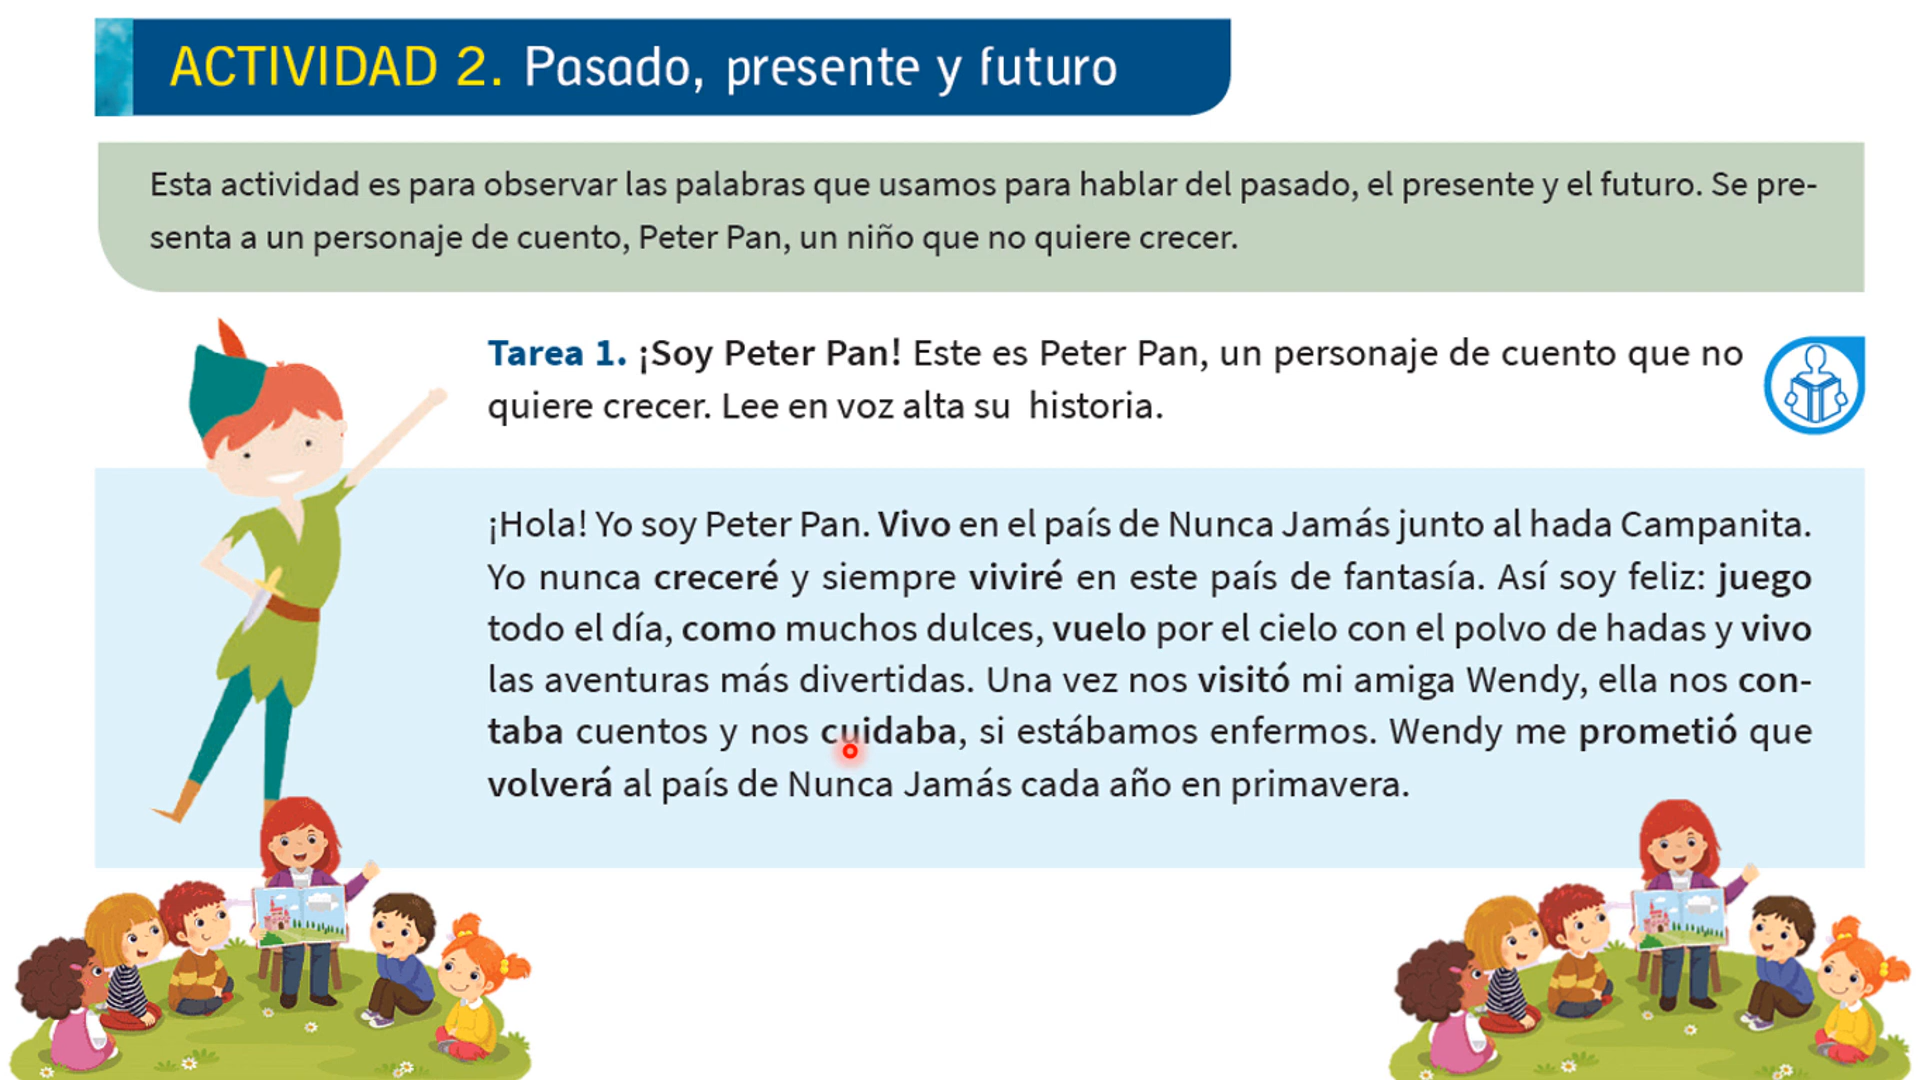 ACTIVIDAD 2. Pasado, presente y futuro
Esta actividad es para observar las palabras que usamos para hablar del pasado, el presente y el futuro. Se pre-
senta a un personaje de cuento, Peter Pan, un niño que no quiere crecer.
Tarea 1. ¡Soy Peter Pan! Este es Peter Pan, un personaje de cuento que no
quiere crecer. Lee en voz alta su historia.
¡Hola! Yo soy Peter Pan. Vivo en el país de Nunca Jamás junto al hada Campanita.
Yo nunca creceré y siempre viviré en este país de fantasía. Así soy feliz: juego
todo el día, como muchos dulces, vuelo por el cielo con el polvo de hadas y vivo
las aventuras más divertidas. Una vez nos visitó mi amiga Wendy, ella nos con-
taba cuentos y nos cuidaba, si estábamos enfermos. Wendy me prometió que
volverá al país de Nunca Jamás cada año en primavera.